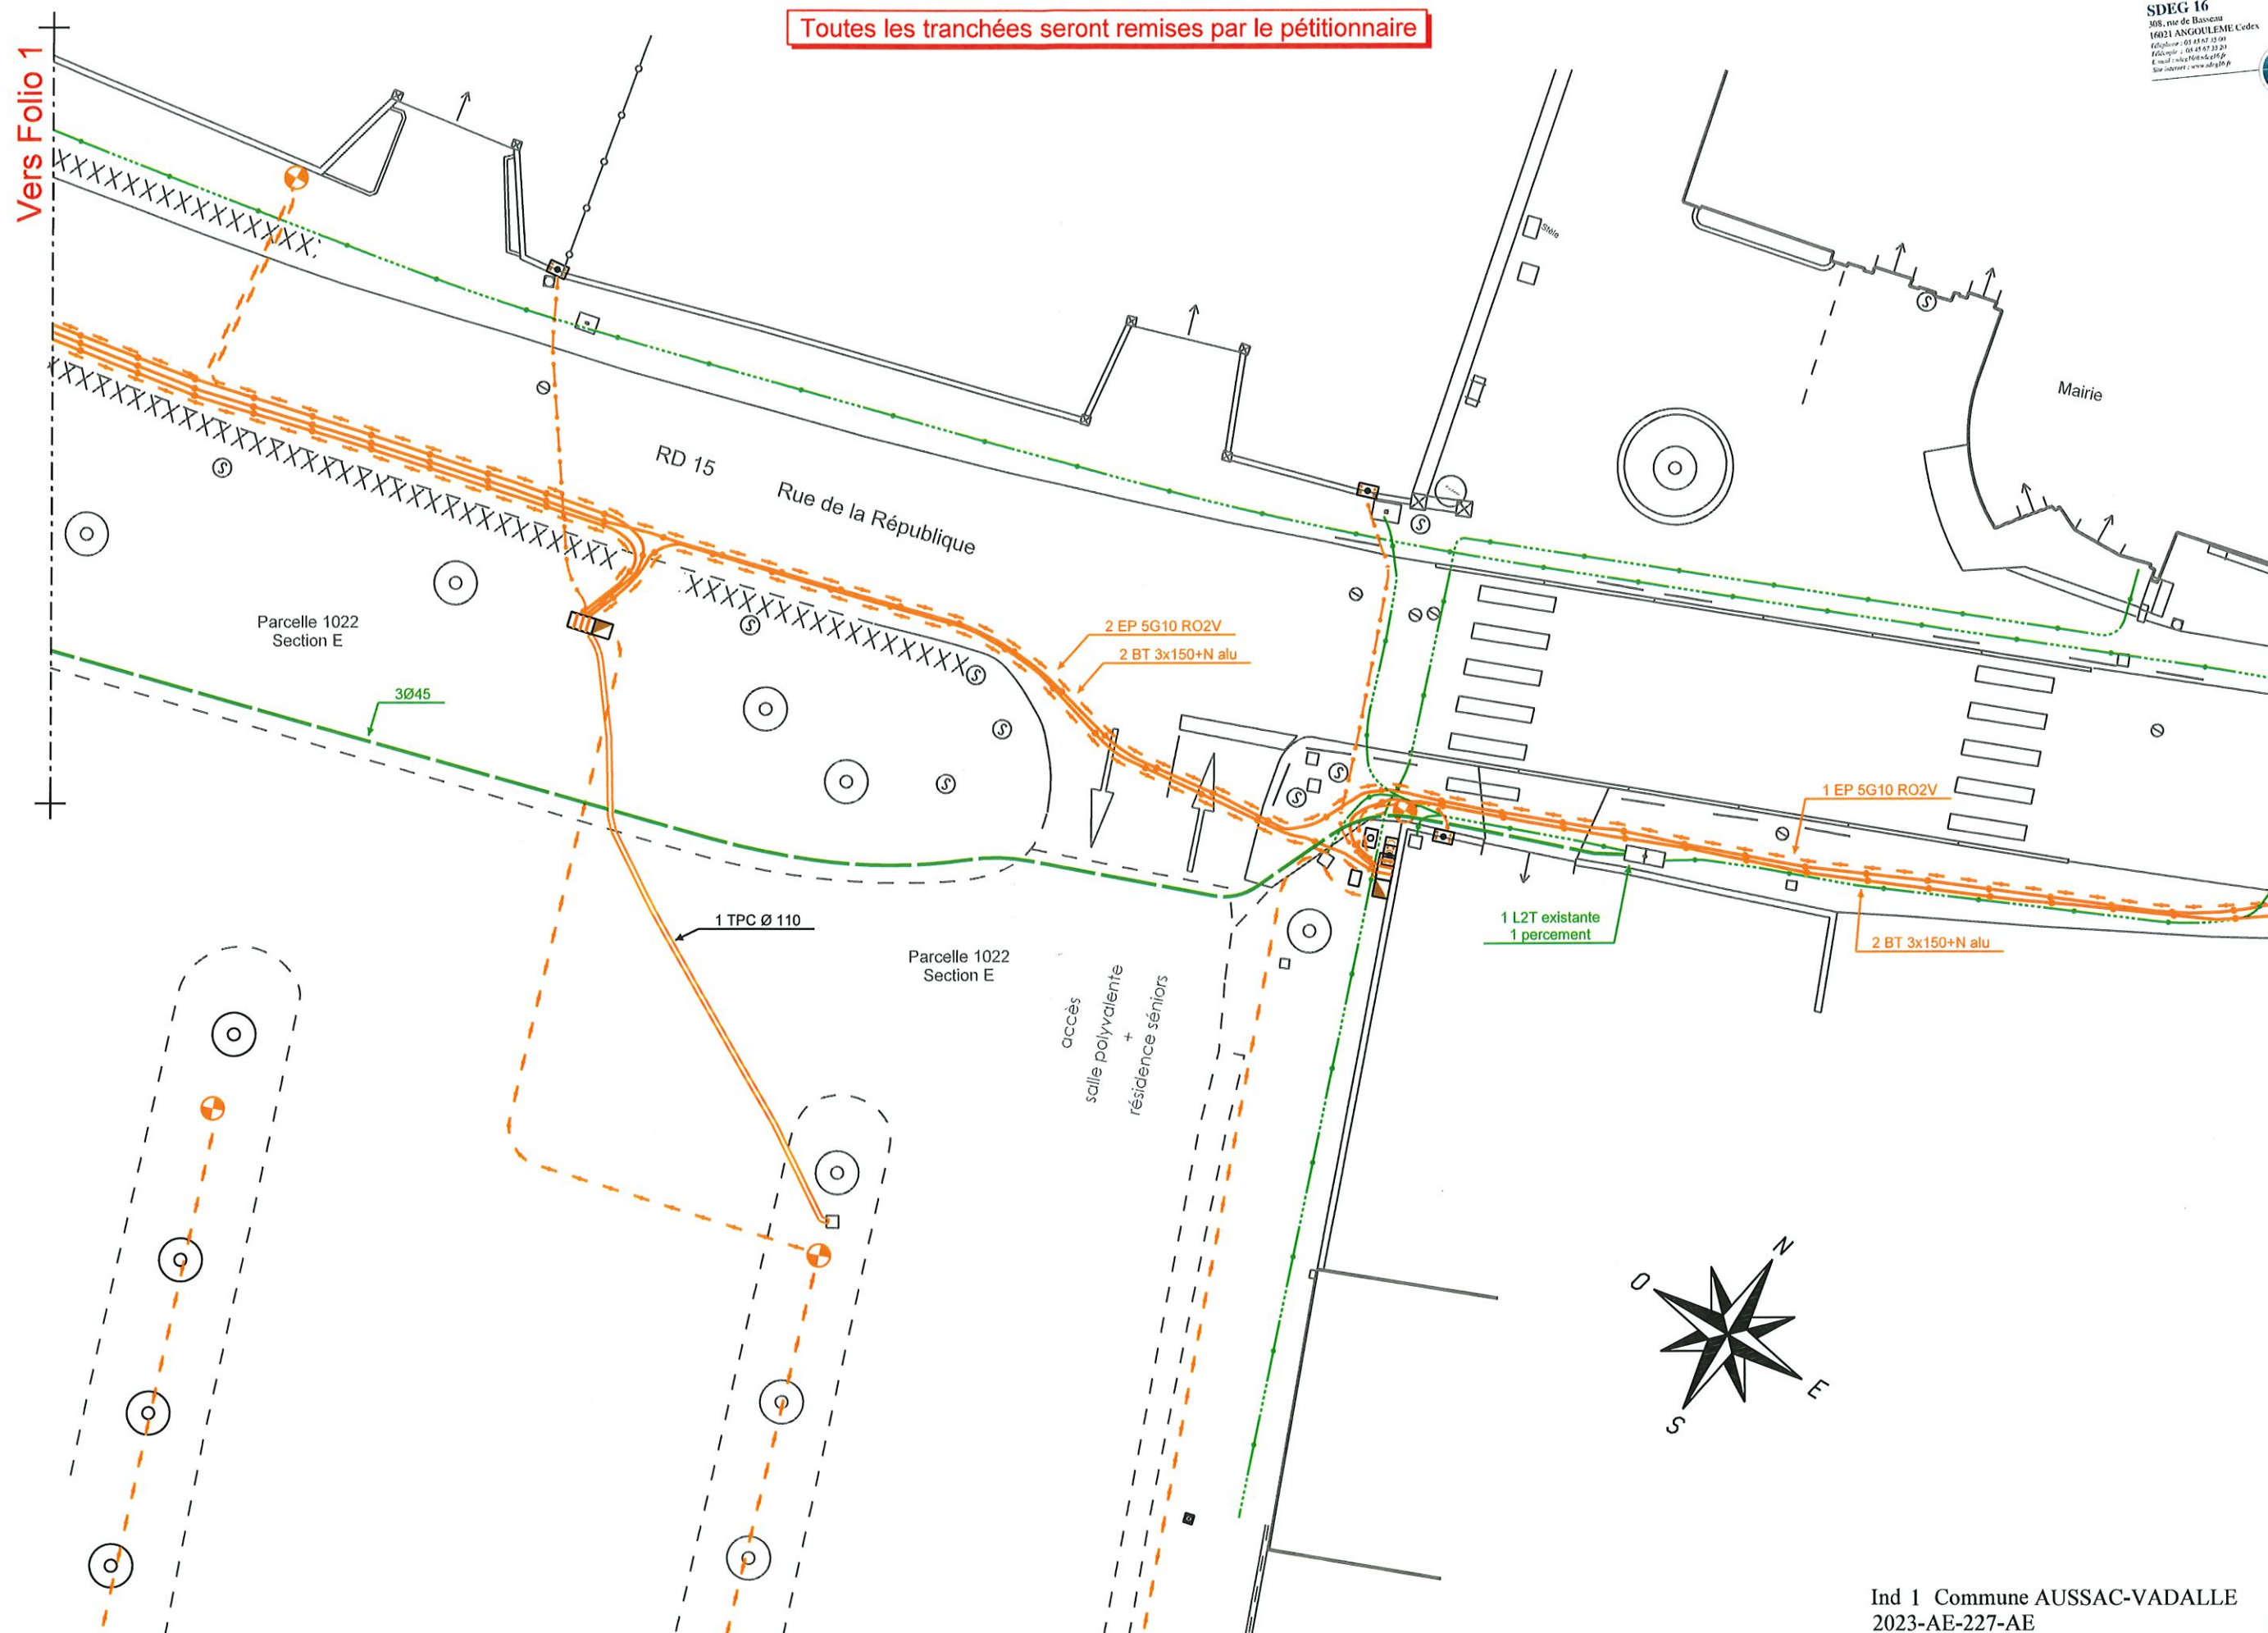 Toutes les tranchées seront remises par le pétitionnaire
SDEG 16
308, rue de Basseau
16021 ANGOULEME Cedex
Vers Folio 1
Stèle
Mairie
RD 15
Rue de la République
Parcelle 1022
Section E
2 EP 5G10 RO2V
2 BT 3x150+N alu
3Ø45
1 EP 5G10 RO2V
1 TPC Ø 110
1 L2T existante
1 percement
2 BT 3x150+N alu
Parcelle 1022
Section E
accès
salle polyvalente
+
résidence séniors
N
O
E
S
Ind 1 Commune AUSSAC-VADALLE
2023-AE-227-AE